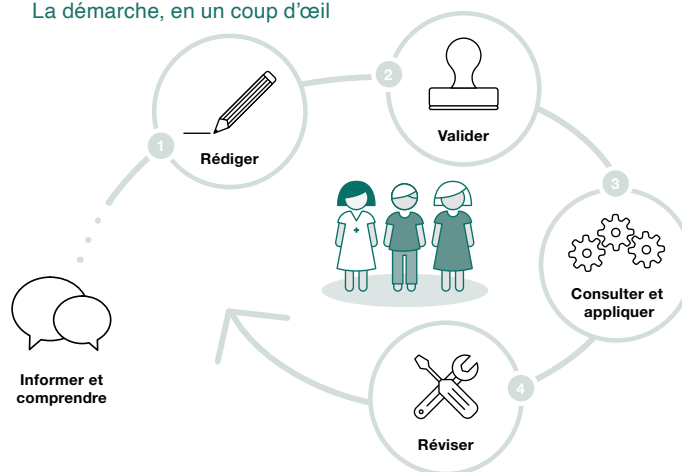 La démarche, en un coup d’œil
1
Rédiger
2
Valider
3
Consulter et
appliquer
4
Réviser
Informer et
comprendre